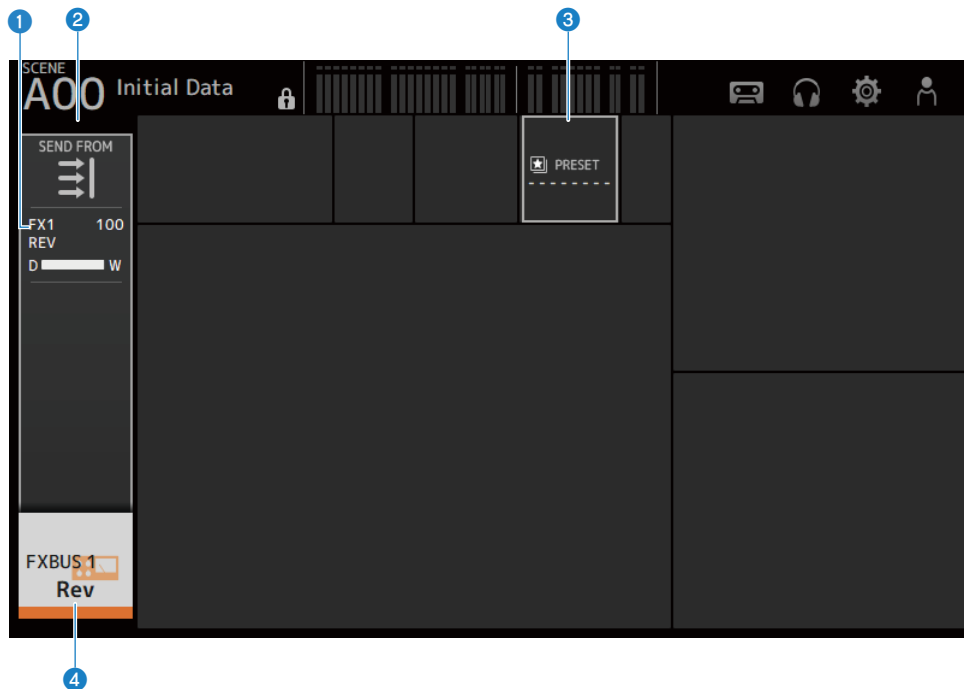 1
2
3
SCENE
A00 Initial Data
SEND FROM
PRESET
FX1 100
REV
D W
FXBUS 1
Rev
4